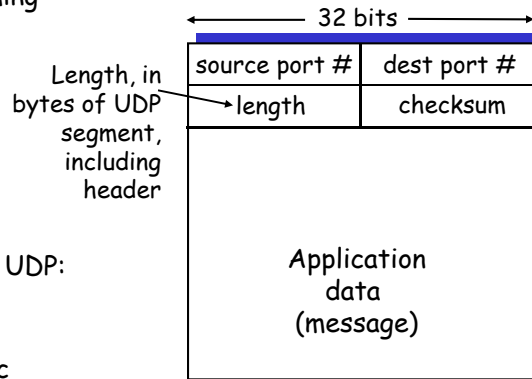 32 bits
source port # dest port #
Length, in
bytes of UDP
segment,
including
header
length checksum
UDP:
Application
data
(message)